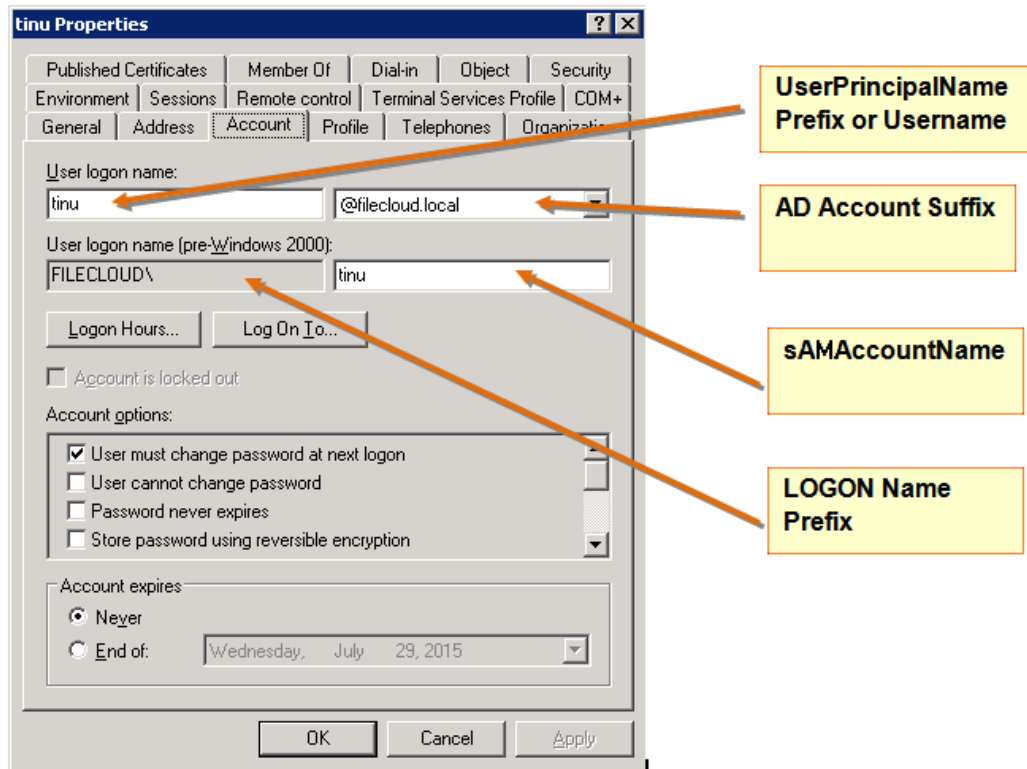 tinu Properties
Published Certificates Member Of Dial-in Object Security
Environment Sessions Remote control Terminal Services Profile COM+
General Address Account Profile Telephones Organization
User logon name:
tinu @filecloud.local
User logon name (pre-Windows 2000):
FILECLOUD\ tinu
Logon Hours... Log On To...
Account is locked out
Account options:
User must change password at next logon
User cannot change password
Password never expires
Store password using reversible encryption
Account expires
Never
End of: Wednesday, July 29, 2015
OK Cancel Apply
UserPrincipalName
Prefix or Username
AD Account Suffix
sAMAccountName
LOGON Name
Prefix